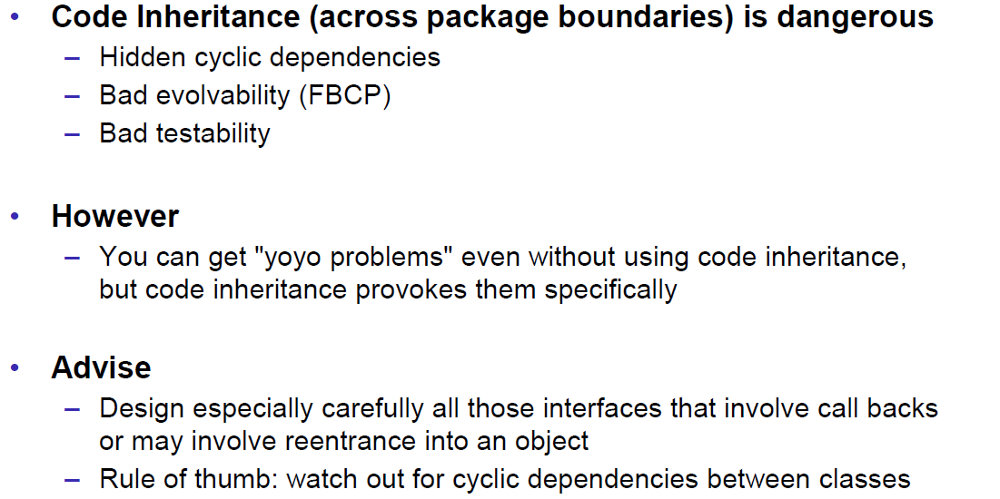 • Code Inheritance (across package boundaries) is dangerous
– Hidden cyclic dependencies
– Bad evolvability (FBCP)
– Bad testability
• However
– You can get "yoyo problems" even without using code inheritance,
but code inheritance provokes them specifically
• Advise
– Design especially carefully all those interfaces that involve call backs
or may involve reentrance into an object
– Rule of thumb: watch out for cyclic dependencies between classes